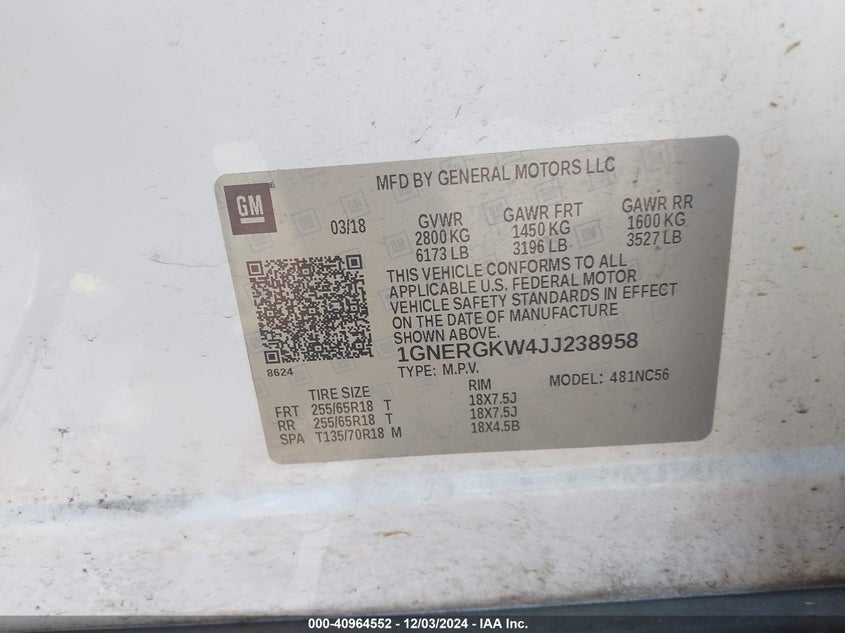 MFD BY GENERAL MOTORS LLC
GM
03/18
GVWR GAWR FRT GAWR RR
2800 KG 1450 KG 1600 KG
6173 LB 3196 LB 3527 LB
THIS VEHICLE CONFORMS TO ALL
APPLICABLE U.S. FEDERAL MOTOR
VEHICLE SAFETY STANDARDS IN EFFECT
ON THE DATE OF MANUFACTURE
SHOWN ABOVE.
1GNERGKW4JJ238958
8624
TYPE: M.P.V. MODEL: 481NC56
TIRE SIZE RIM
FRT 255/65R18 T 18X7.5J
RR 255/65R18 T 18X7.5J
SPA T135/70R18 M 18X4.5B
000-40964552 - 12/03/2024 - IAA Inc.